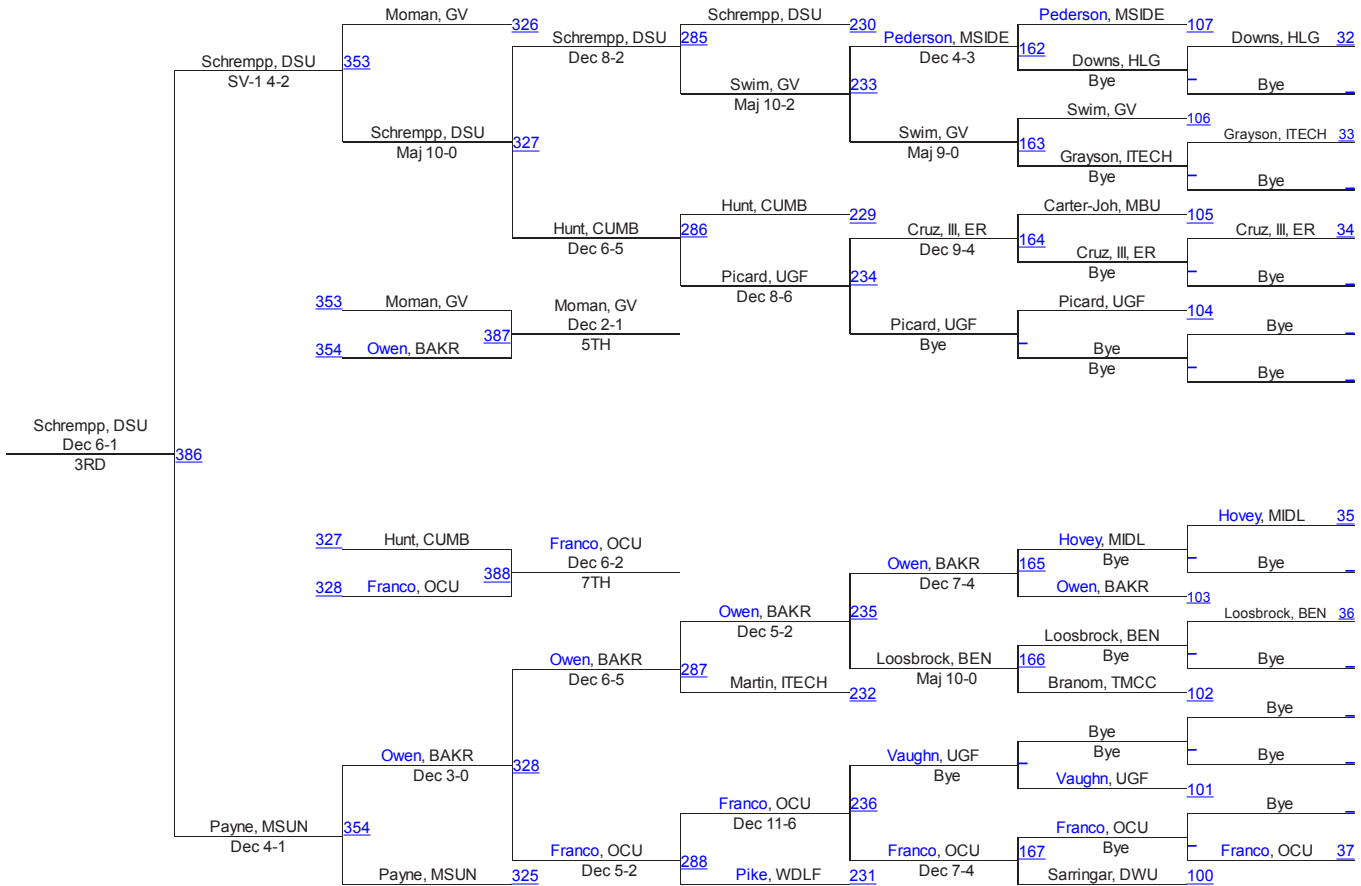 Moman, GV
326
Schrempp, DSU
230
Pederson, MSIDE
107
Schrempp, DSU
Dec 8-2
285
Pederson, MSIDE
Dec 4-3
162
Downs, HLG 32
Schrempp, DSU
SV-1 4-2
353
Downs, HLG
Bye
Swim, GV
Maj 10-2
233
Bye
Swim, GV
106
Schrempp, DSU
Maj 10-0
327
Swim, GV
Maj 9-0
163
Grayson, ITECH 33
Grayson, ITECH
Bye
Bye
Hunt, CUMB
229
Carter-Joh, MBU
105
Hunt, CUMB
Dec 6-5
286
Cruz, III, ER
Dec 9-4
164
Cruz, III, ER 34
Cruz, III, ER
Bye
Picard, UGF
Dec 8-6
234
Bye
353
Moman, GV
Moman, GV
Dec 2-1
5TH
387
354
Owen, BAKR
Picard, UGF
104
Picard, UGF
Bye
Bye
Bye
Bye
Bye
Schrempp, DSU
Dec 6-1
3RD
386
Hovey, MIDL 35
327
Hunt, CUMB
Franco, OCU
Dec 6-2
7TH
388
328
Franco, OCU
Hovey, MIDL
Bye
Bye
Owen, BAKR
Dec 7-4
165
Owen, BAKR
103
Owen, BAKR
Dec 5-2
235
Loosbrock, BEN 36
Loosbrock, BEN
Bye
Owen, BAKR
Dec 6-5
287
Loosbrock, BEN
Maj 10-0
166
Bye
Martin, ITECH
232
Branom, TMCC
102
Bye
Bye
Bye
Bye
Owen, BAKR
Dec 3-0
328
Vaughn, UGF
Bye
Vaughn, UGF
101
Franco, OCU
Dec 11-6
236
Bye
Payne, MSUN
Dec 4-1
354
Franco, OCU
Bye
Franco, OCU
Dec 5-2
288
Franco, OCU
Dec 7-4
167
Franco, OCU 37
Payne, MSUN
325
Pike, WDLF
231
Sarringar, DWU
100